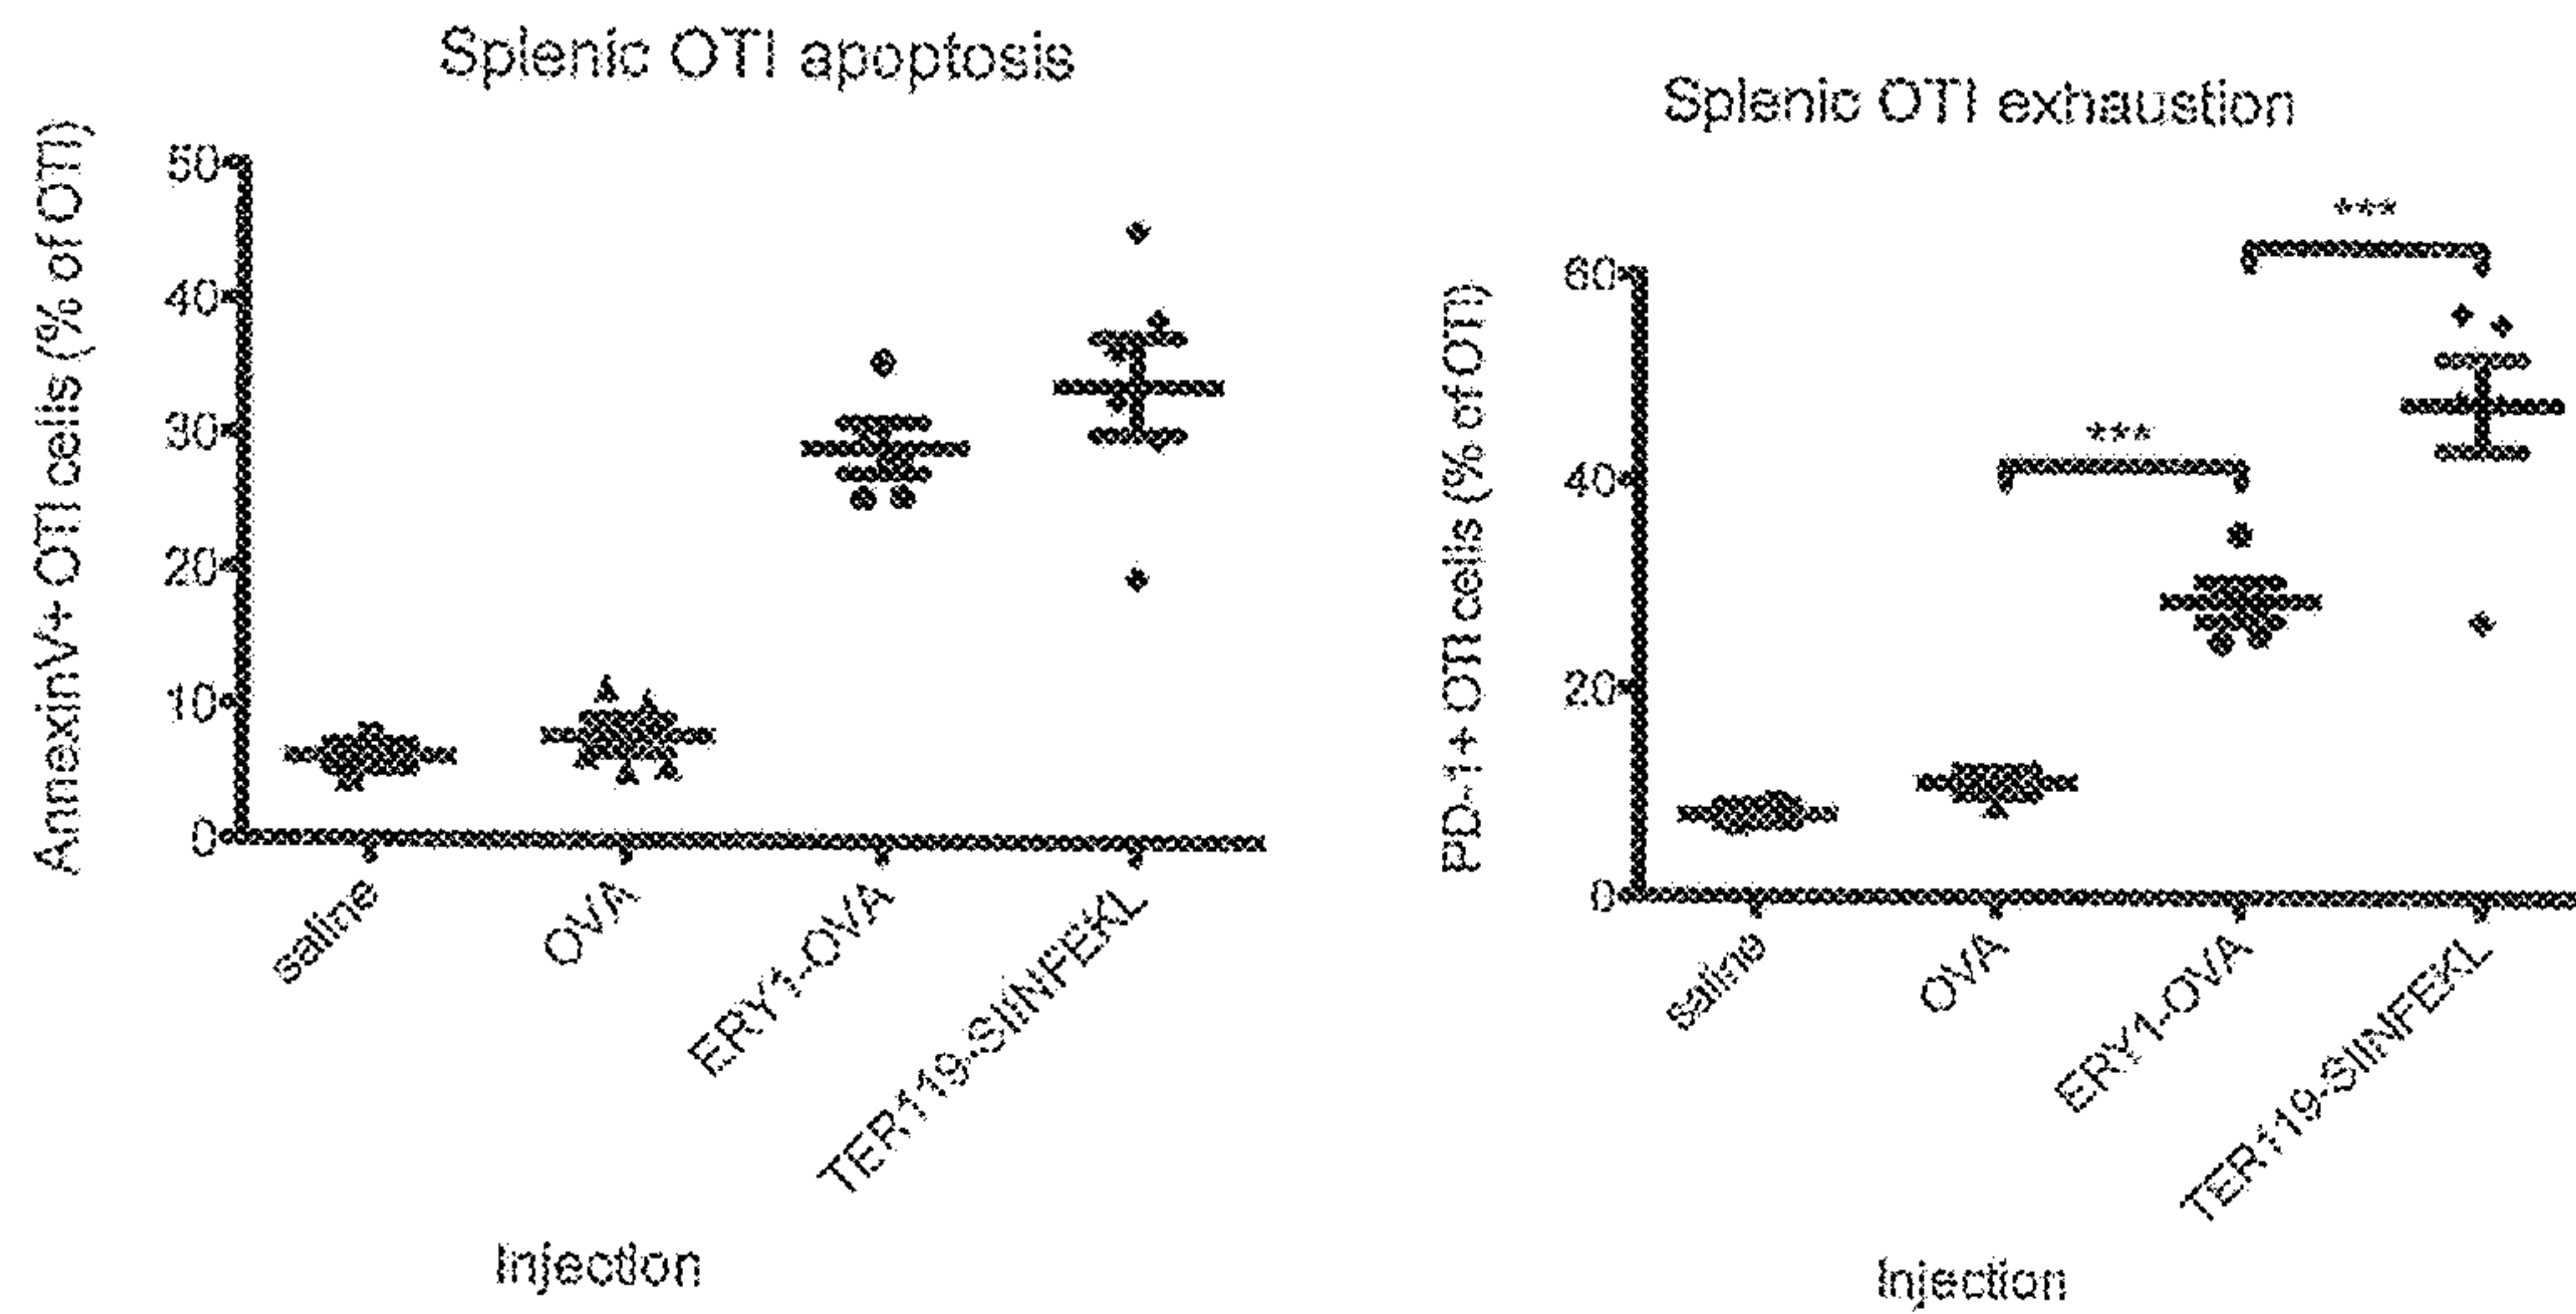 Splenic OTI apoptosis
AnnexinV+ OTI cells (% of OTI)
50
40
30
20
10
0
saline
OVA
ERY1-OVA
TER119-SIINFEKL
Injection
Splenic OTI exhaustion
PD-1+ OTI cells (% of OTI)
60
40
20
0
***
***
saline
OVA
ERY1-OVA
TER119-SIINFEKL
Injection